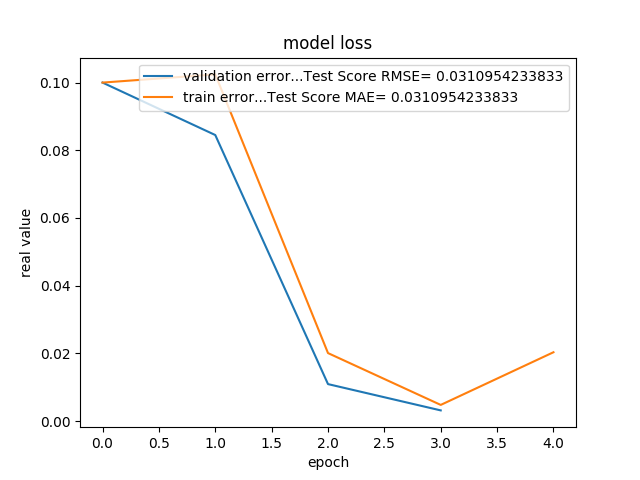 model loss
validation error...Test Score RMSE= 0.0310954233833
train error...Test Score MAE= 0.0310954233833
0.10
0.08
0.06
0.04
0.02
0.00
real value
0.0 0.5 1.0 1.5 2.0 2.5 3.0 3.5 4.0
epoch